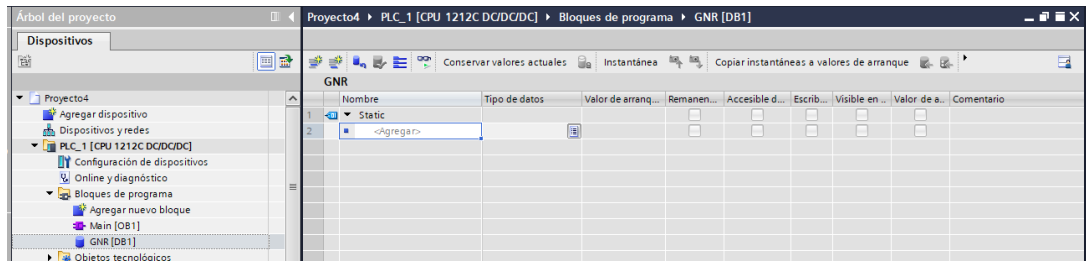 Árbol del proyecto
Dispositivos
Proyecto4
Agregar dispositivo
Dispositivos y redes
PLC_1 [CPU 1212C DC/DC/DC]
Configuración de dispositivos
Online y diagnóstico
Bloques de programa
Agregar nuevo bloque
Main [OB1]
GNR [DB1]
Objetos tecnológicos
Proyecto4 PLC_1 [CPU 1212C DC/DC/DC] Bloques de programa GNR [DB1]
Conservar valores actuales Instantánea Copiar instantáneas a valores de arranque
GNR
Nombre Tipo de datos Valor de arranq... Remanen... Accesible d... Escrib... Visible en .. Valor de a.. Comentario
1 Static
2 <Agregar>